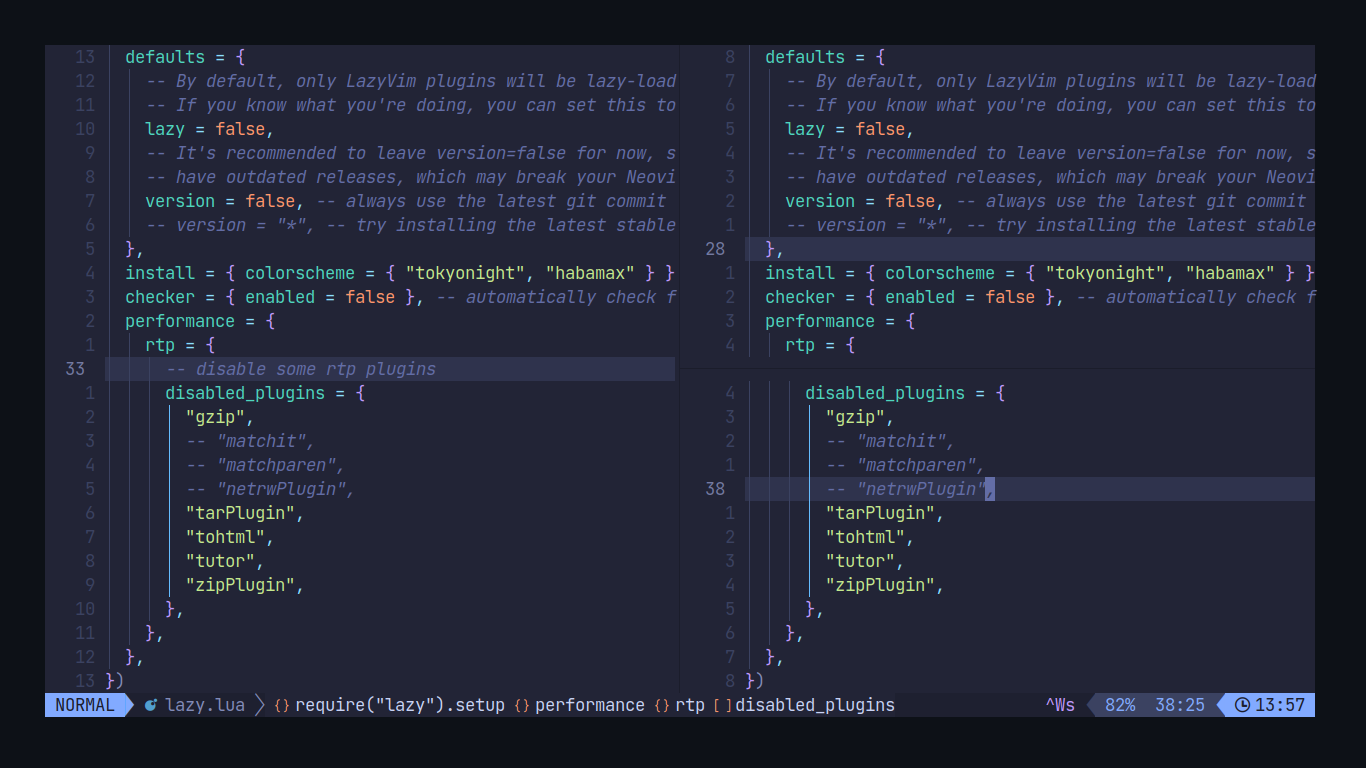 13 defaults = {
12 -- By default, only LazyVim plugins will be lazy-load
11 -- If you know what you're doing, you can set this to
10 lazy = false,
9 -- It's recommended to leave version=false for now, s
8 -- have outdated releases, which may break your Neovi
7 version = false, -- always use the latest git commit
6 -- version = "*", -- try installing the latest stable
5 },
4 install = { colorscheme = { "tokyonight", "habamax" } }
3 checker = { enabled = false }, -- automatically check f
2 performance = {
1 rtp = {
33 -- disable some rtp plugins
1 disabled_plugins = {
2 "gzip",
3 -- "matchit",
4 -- "matchparen",
5 -- "netrwPlugin",
6 "tarPlugin",
7 "tohtml",
8 "tutor",
9 "zipPlugin",
10 },
11 },
12 },
13 })
8 defaults = {
7 -- By default, only LazyVim plugins will be lazy-load
6 -- If you know what you're doing, you can set this to
5 lazy = false,
4 -- It's recommended to leave version=false for now, s
3 -- have outdated releases, which may break your Neovi
2 version = false, -- always use the latest git commit
1 -- version = "*", -- try installing the latest stable
28 },
1 install = { colorscheme = { "tokyonight", "habamax" } }
2 checker = { enabled = false }, -- automatically check f
3 performance = {
4 rtp = {
4 disabled_plugins = {
3 "gzip",
2 -- "matchit",
1 -- "matchparen",
38 -- "netrwPlugin",
1 "tarPlugin",
2 "tohtml",
3 "tutor",
4 "zipPlugin",
5 },
6 },
7 },
8 })
NORMAL lazy.lua {} require("lazy").setup {} performance {} rtp [] disabled_plugins ^Ws 82% 38:25 13:57